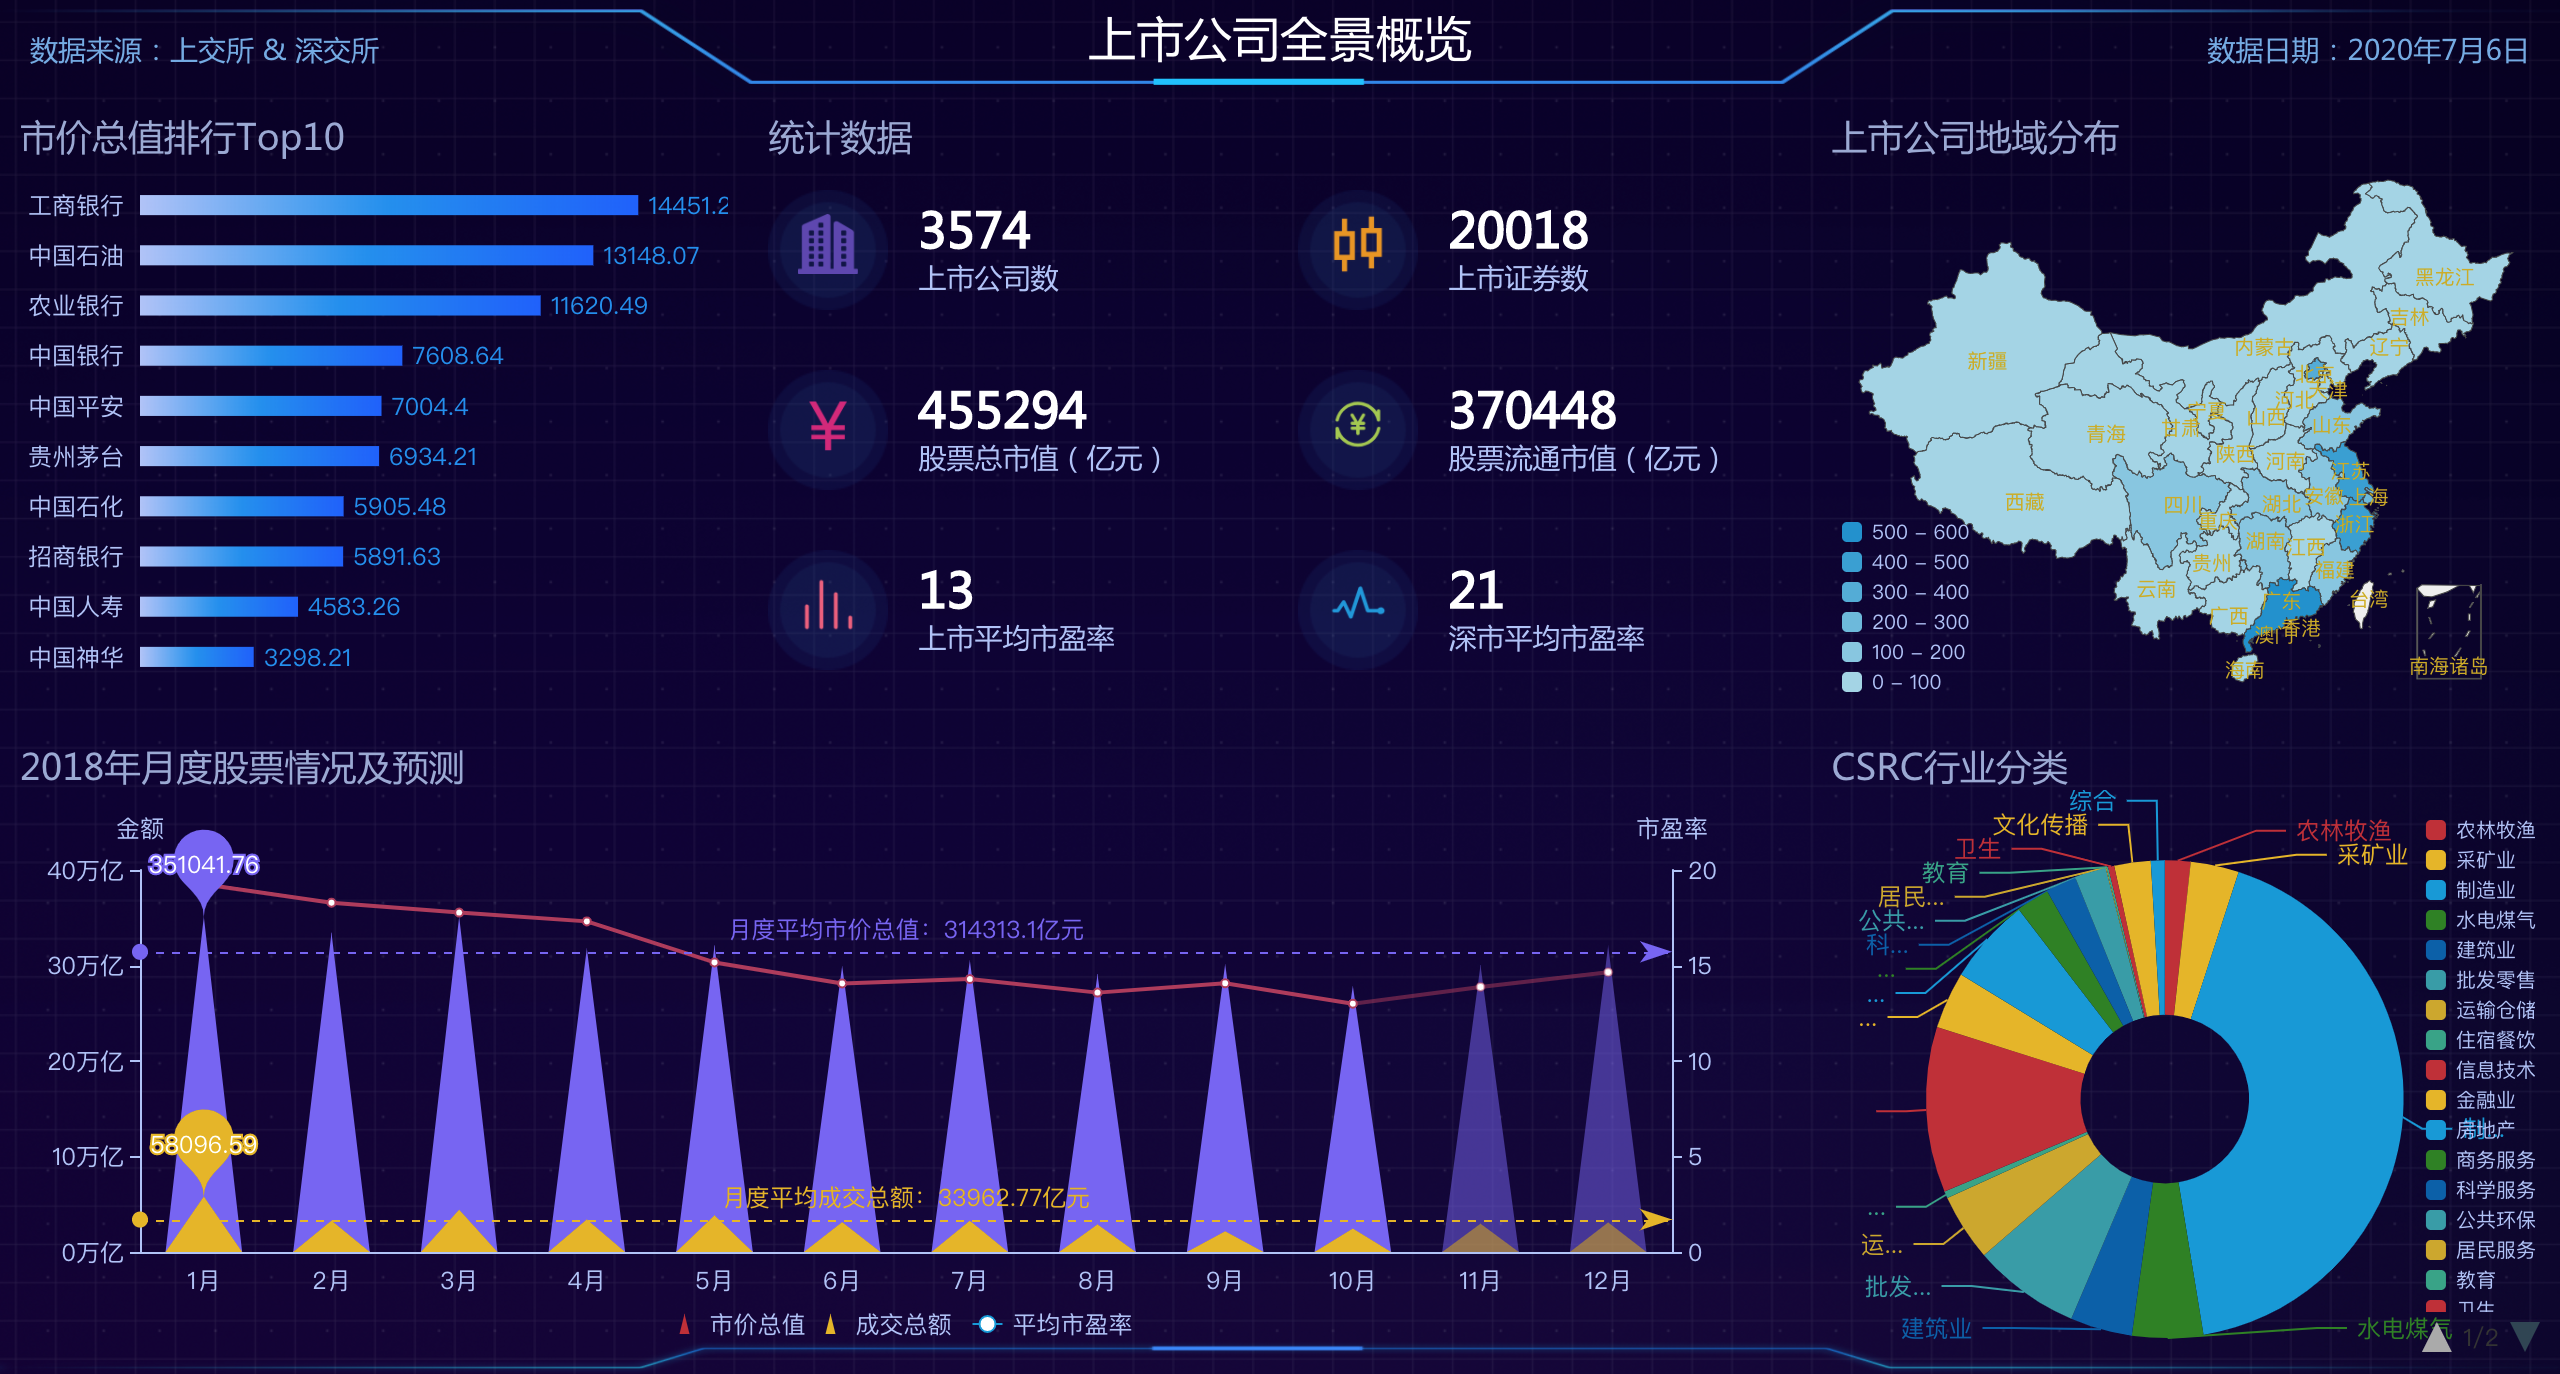 数据来源：上交所 & 深交所
上市公司全景概览
数据日期：2020年7月6日
市价总值排行Top10
工商银行 14451.2
中国石油 13148.07
农业银行 11620.49
中国银行 7608.64
中国平安 7004.4
贵州茅台 6934.21
中国石化 5905.48
招商银行 5891.63
中国人寿 4583.26
中国神华 3298.21
统计数据
3574
上市公司数
20018
上市证券数
455294
股票总市值（亿元）
370448
股票流通市值（亿元）
13
上市平均市盈率
21
深市平均市盈率
上市公司地域分布
黑龙江
吉林
辽宁
内蒙古
新疆
北京
天津
河北
宁夏
山西
山东
甘肃
青海
陕西
河南
江苏
西藏
四川
湖北
安徽
上海
重庆
浙江
湖南
江西
贵州
福建
云南
广东
台湾
广西
香港
澳门
海南
南海诸岛
500 – 600
400 – 500
300 – 400
200 – 300
100 – 200
0 – 100
2018年月度股票情况及预测
金额
市盈率
40万亿
30万亿
20万亿
10万亿
0万亿
351041.76
58096.59
月度平均市价总值：314313.1亿元
月度平均成交总额：33962.77亿元
20
15
10
5
0
1月 2月 3月 4月 5月 6月 7月 8月 9月 10月 11月 12月
市价总值 成交总额 平均市盈率
CSRC行业分类
综合
文化传播
卫生
教育
居民...
公共...
科...
...
...
...
...
运...
批发...
建筑业
农林牧渔
采矿业
制...
水电煤气
农林牧渔
采矿业
制造业
水电煤气
建筑业
批发零售
运输仓储
住宿餐饮
信息技术
金融业
房地产
商务服务
科学服务
公共环保
居民服务
教育
卫生
1/2